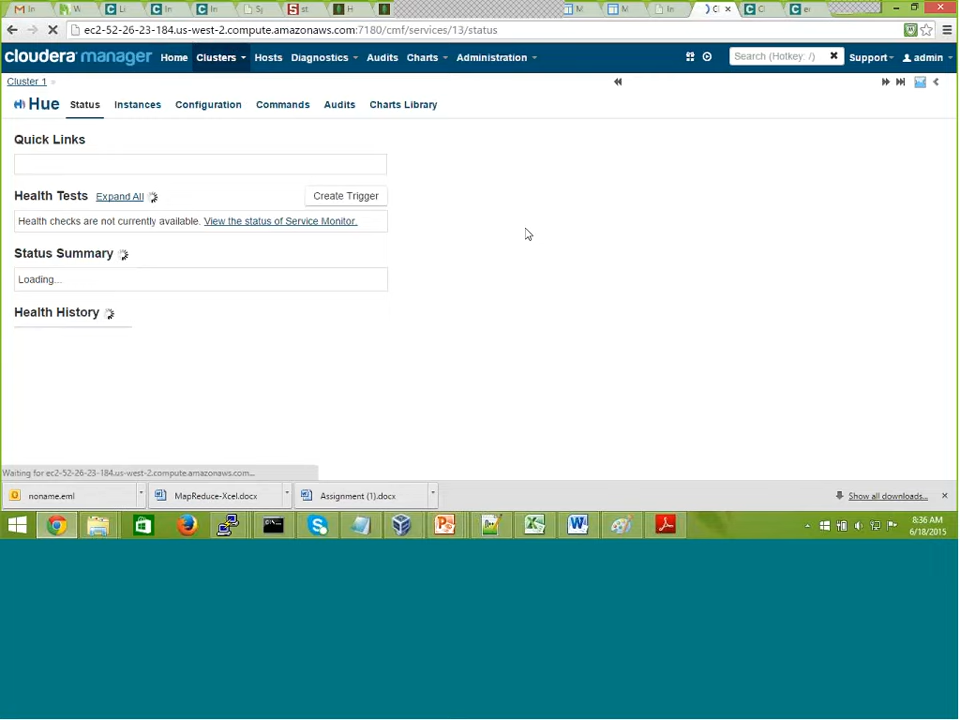 ec2-52-26-23-184.us-west-2.compute.amazonaws.com:7180/cmf/services/13/status
cloudera manager Home Clusters Hosts Diagnostics Audits Charts Administration Search (Hotkey: /) Support admin
Cluster 1
Hue Status Instances Configuration Commands Audits Charts Library
Quick Links
Health Tests Expand All Create Trigger
Health checks are not currently available. View the status of Service Monitor.
Status Summary
Loading...
Health History
Waiting for ec2-52-26-23-184.us-west-2.compute.amazonaws.com...
noname.eml MapReduce-Xcel.docx Assignment (1).docx Show all downloads...
8:36 AM
6/18/2015